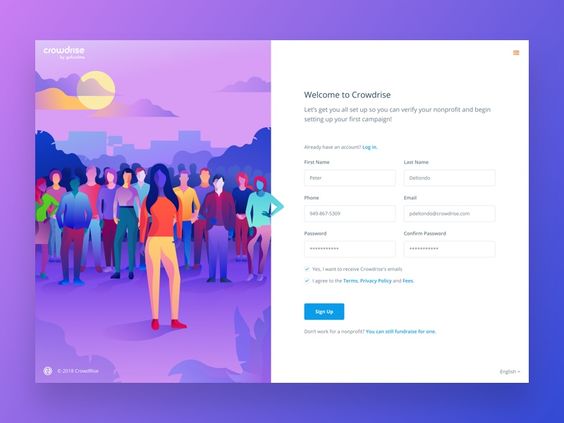 crowdrise
by gofundme
Welcome to Crowdrise
Let's get you all set up so you can verify your nonprofit and begin
setting up your first campaign!
Already have an account? Log in.
First Name
Last Name
Peter
Deltondo
Phone
Email
949-867-5309
pdeltondo@crowdrise.com
Password
Confirm Password
***********
***********
Yes, I want to receive Crowdrise's emails
I agree to the Terms, Privacy Policy and Fees.
Sign Up
Don't work for a nonprofit? You can still fundraise for one.
© 2018 CrowdRise
English